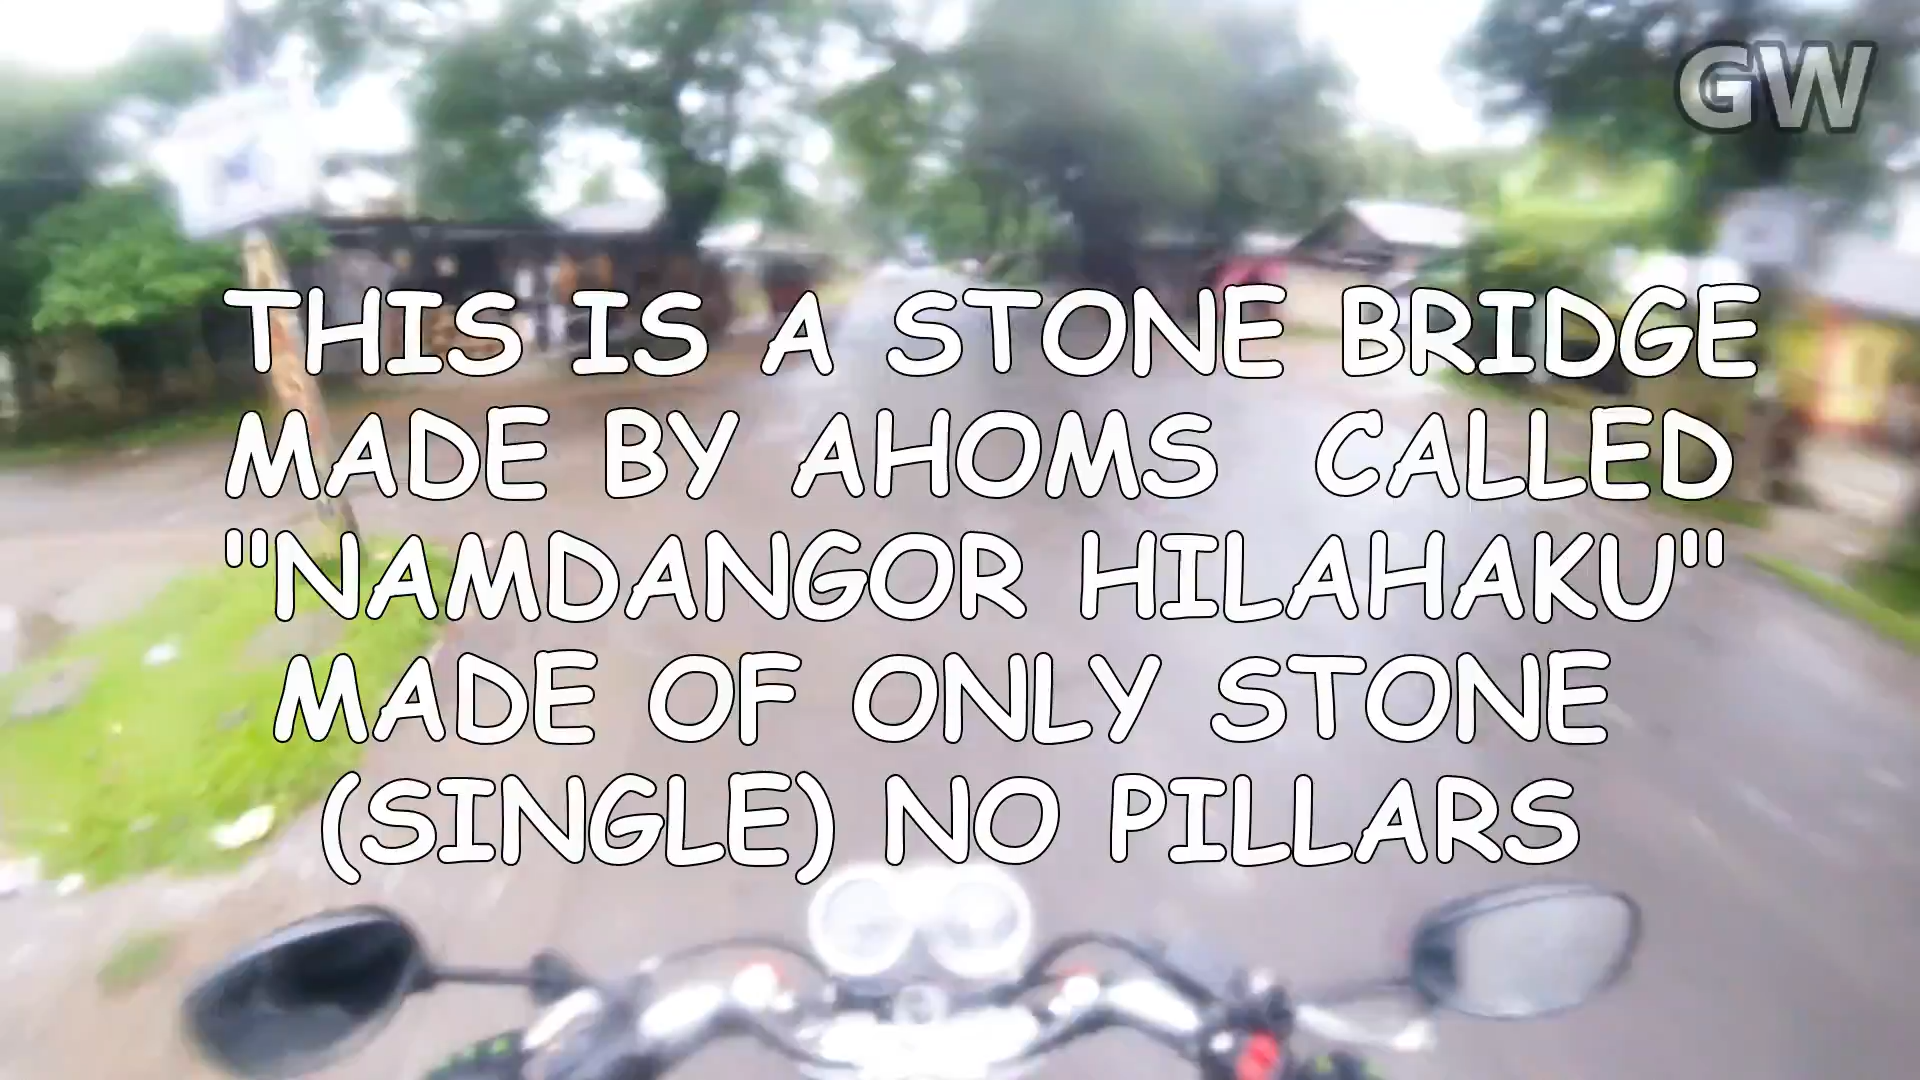 GW
THIS IS A STONE BRIDGE
MADE BY AHOMS CALLED
"NAMDANGOR HILAHAKU"
MADE OF ONLY STONE
(SINGLE) NO PILLARS